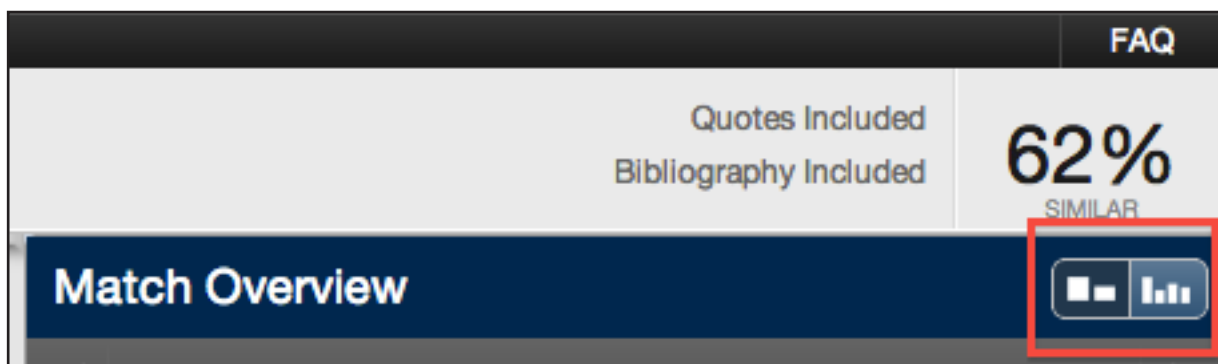 FAQ
Quotes Included
Bibliography Included
62%
SIMILAR
Match Overview